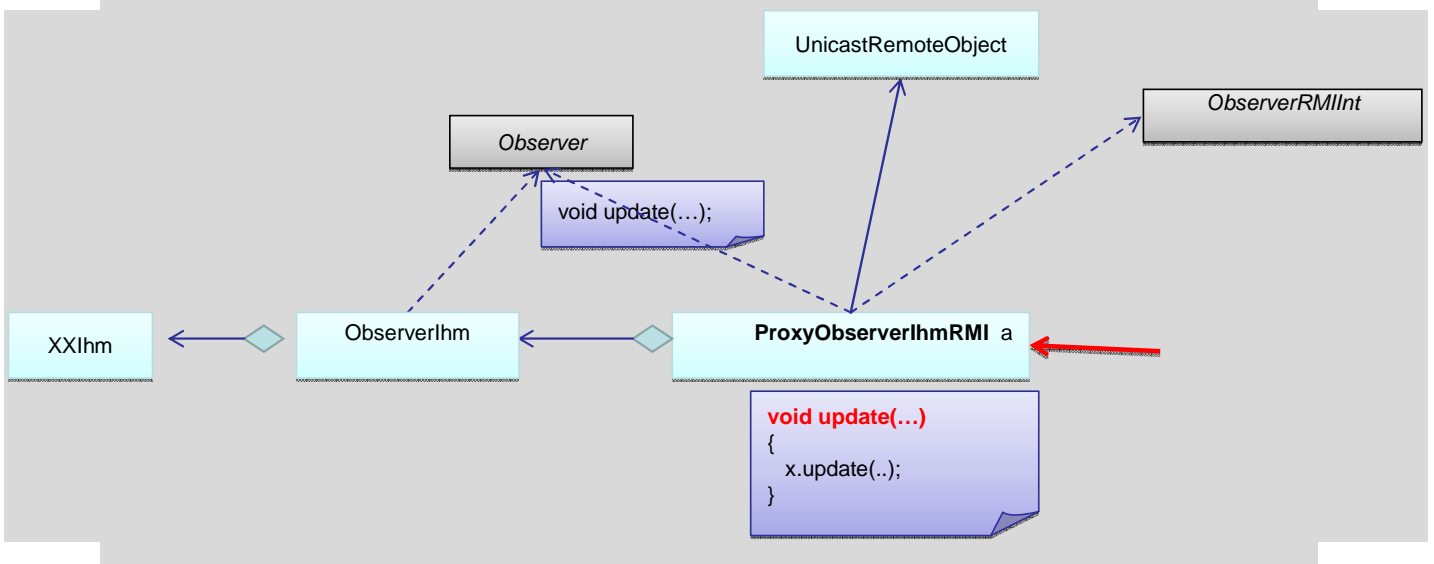 UnicastRemoteObject
ObserverRMIInt
Observer
void update(…);
XXIhm
ObserverIhm
ProxyObserverIhmRMI a
void update(…)
{
x.update(..);
}